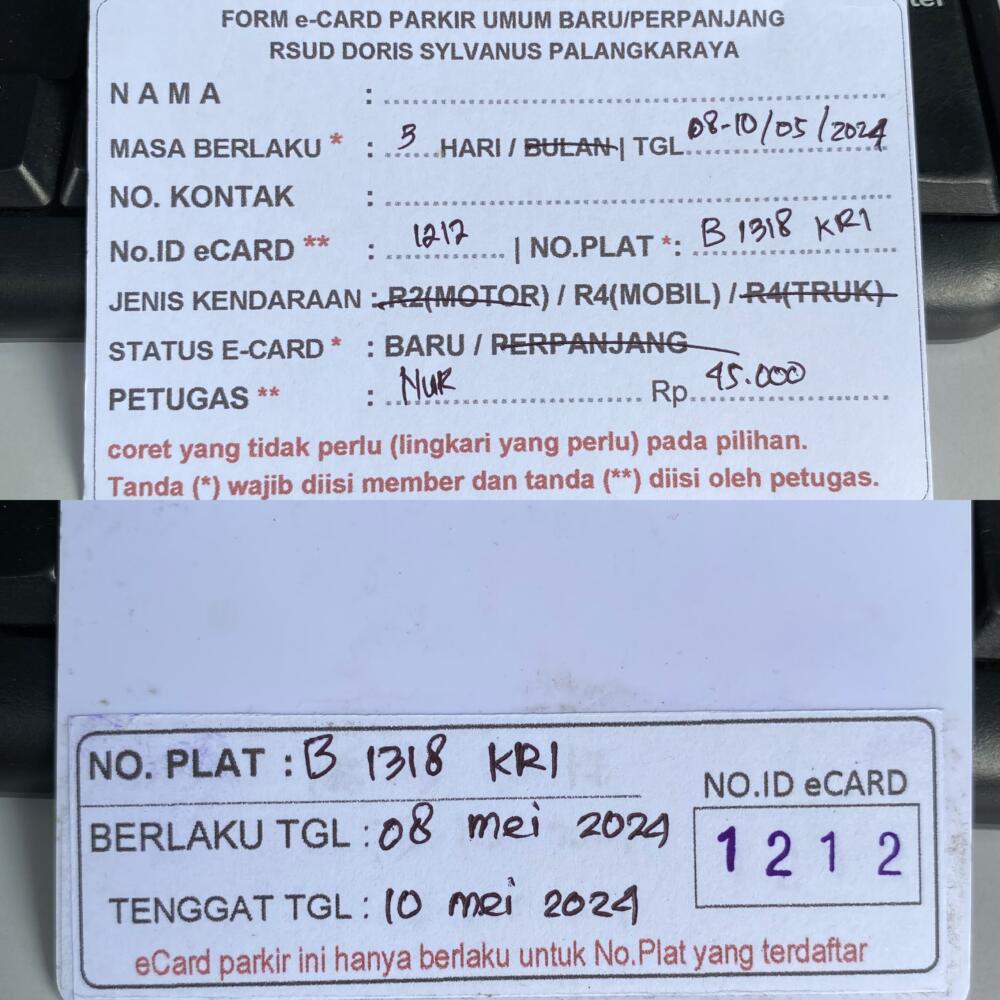 FORM e-CARD PARKIR UMUM BARU/PERPANJANG
RSUD DORIS SYLVANUS PALANGKARAYA
N A M A :
MASA BERLAKU * : 3 HARI / BULAN | TGL 08-10/05/2024
NO. KONTAK :
No.ID eCARD ** : 1212 | NO.PLAT *: B 1318 KRI
JENIS KENDARAAN : R2(MOTOR) / R4(MOBIL) / R4(TRUK)
STATUS E-CARD * : BARU / PERPANJANG
PETUGAS ** : NUR Rp 45.000
coret yang tidak perlu (lingkari yang perlu) pada pilihan.
Tanda (*) wajib diisi member dan tanda (**) diisi oleh petugas.
NO. PLAT : B 1318 KRI
NO.ID eCARD
BERLAKU TGL : 08 mei 2024
1 2 1 2
TENGGAT TGL : 10 mei 2024
eCard parkir ini hanya berlaku untuk No.Plat yang terdaftar